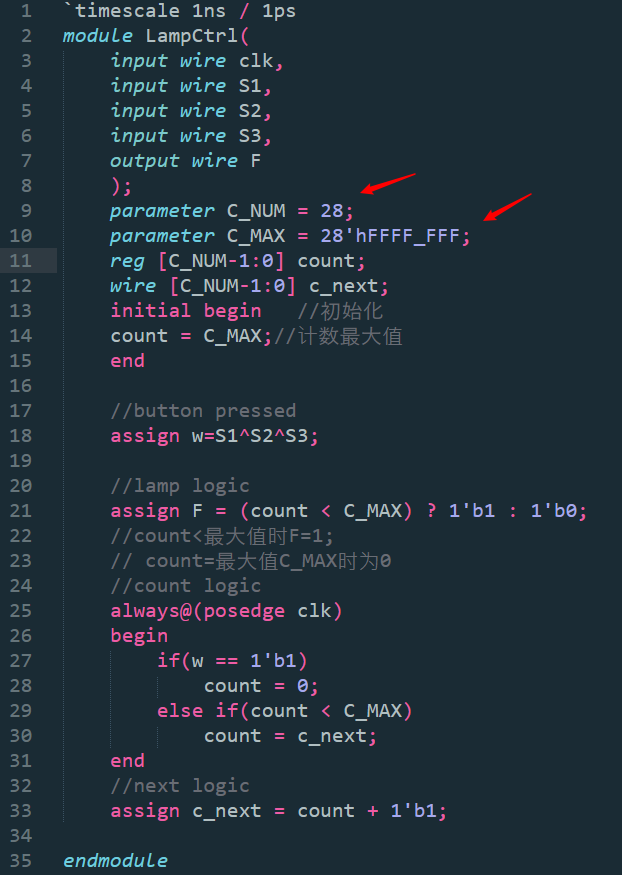 1 `timescale 1ns / 1ps
2 module LampCtrl(
3     input wire clk,
4     input wire S1,
5     input wire S2,
6     input wire S3,
7     output wire F
8     );
9     parameter C_NUM = 28;
10     parameter C_MAX = 28'hFFFF_FFF;
11     reg [C_NUM-1:0] count;
12     wire [C_NUM-1:0] c_next;
13     initial begin   //初始化
14     count = C_MAX;//计数最大值
15     end
16
17     //button pressed
18     assign w=S1^S2^S3;
19
20     //lamp logic
21     assign F = (count < C_MAX) ? 1'b1 : 1'b0;
22     //count<最大值时F=1;
23     // count=最大值C_MAX时为0
24     //count logic
25     always@(posedge clk)
26     begin
27         if(w == 1'b1)
28             count = 0;
29         else if(count < C_MAX)
30             count = c_next;
31     end
32     //next logic
33     assign c_next = count + 1'b1;
34
35 endmodule